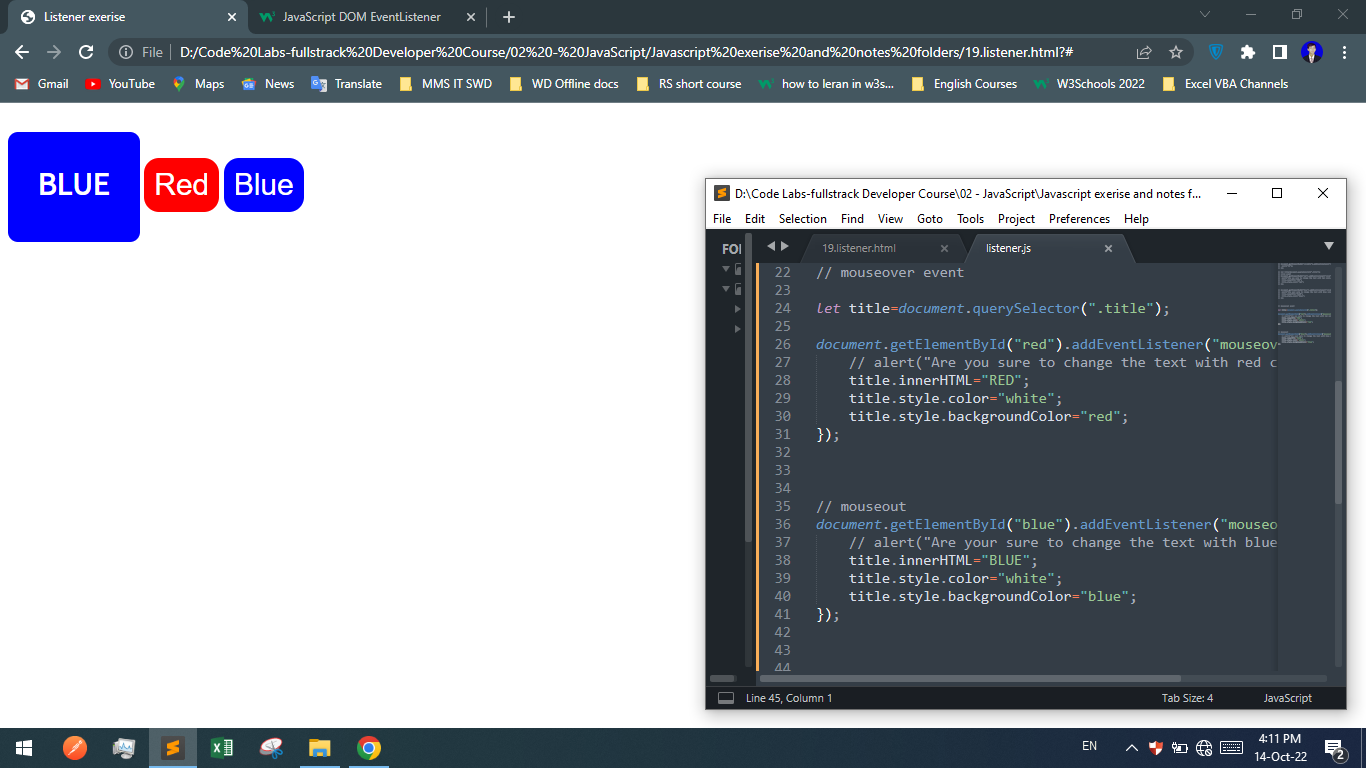 Listener exerise
JavaScript DOM EventListener
File D:/Code%20Labs-fullstrack%20Developer%20Course/02%20-%20JavaScript/Javascript%20exerise%20and%20notes%20folders/19.listener.html?#
Gmail YouTube Maps News Translate MMS IT SWD WD Offline docs RS short course how to leran in w3s... English Courses W3Schools 2022 Excel VBA Channels
BLUE Red Blue
D:\Code Labs-fullstrack Developer Course\02 - JavaScript\Javascript exerise and notes f...
File Edit Selection Find View Goto Tools Project Preferences Help
FOI 19.listener.html listener.js
22 // mouseover event
23
24 let title=document.querySelector(".title");
25
26 document.getElementById("red").addEventListener("mouseov
27 // alert("Are you sure to change the text with red c
28 title.innerHTML="RED";
29 title.style.color="white";
30 title.style.backgroundColor="red";
31 });
32
33
34
35 // mouseout
36 document.getElementById("blue").addEventListener("mouseo
37 // alert("Are your sure to change the text with blue
38 title.innerHTML="BLUE";
39 title.style.color="white";
40 title.style.backgroundColor="blue";
41 });
42
43
44
Line 45, Column 1 Tab Size: 4 JavaScript
EN 4:11 PM
14-Oct-22 2